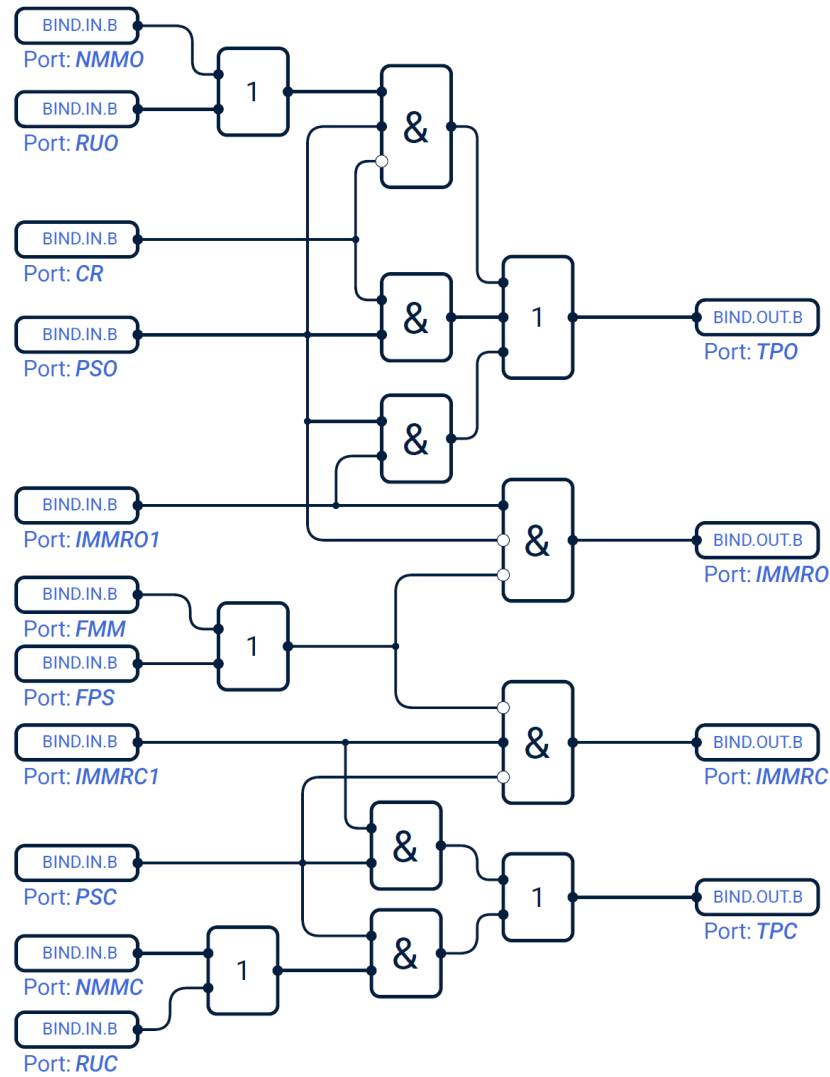 BIND.IN.B
Port: NMMO
1
BIND.IN.B
Port: RUO
&
BIND.IN.B
Port: CR
&
1
BIND.OUT.B
Port: TPO
BIND.IN.B
Port: PSO
&
BIND.IN.B
Port: IMMRO1
&
BIND.OUT.B
Port: IMMRO
BIND.IN.B
Port: FMM
1
BIND.IN.B
Port: FPS
BIND.IN.B
Port: IMMRC1
&
BIND.OUT.B
Port: IMMRC
&
BIND.IN.B
Port: PSC
1
BIND.OUT.B
Port: TPC
BIND.IN.B
Port: NMMC
1
&
BIND.IN.B
Port: RUC